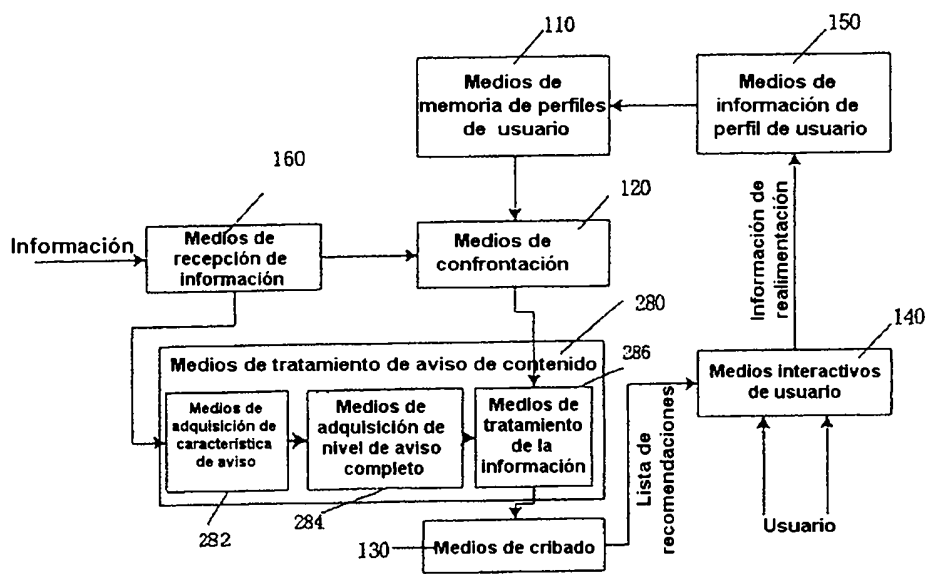 110
Medios de
memoria de perfiles
de usuario
150
Medios de
información de
perfil de usuario
160
Información
Medios de
recepción de
información
120
Medios de
confrontación
Información de
realimentación
280
Medios de tratamiento de aviso de contenido
286
140
Medios interactivos
de usuario
Medios de
adquisición de
característica
de aviso
Medios de
adquisición de
nivel de aviso
completo
Medios de
tratamiento
de la
información
Lista de
recomendaciones
282
284
130
Medios de cribado
Usuario